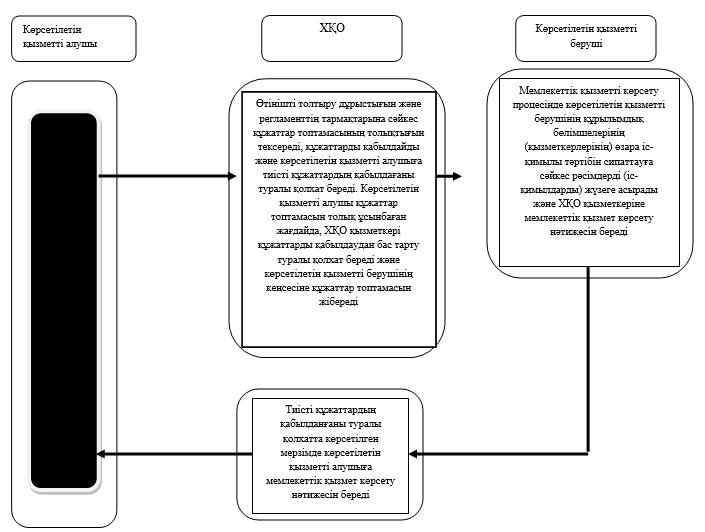 Көрсетілетін
қызметті алушы
ХҚО
Көрсетілетін қызметті
беруші
Өтінішті толтыру дұрыстығын және
регламенттің тармақтарына сәйкес
құжаттар топтамасының толықтығын
тексереді, құжаттарды қабылдайды
және көрсетілетін қызметті алушыға
тиісті құжаттардың қабылдағаны
туралы қолхат береді. Көрсетілетін
қызметті алушы құжаттар
топтамасын толық ұсынбаған
жағдайда, ХҚО қызметкері
құжаттарды қабылдаудан бас тарту
туралы қолхат береді және
көрсетілетін қызметті берушінің
кеңсесіне құжаттар топтамасын
жібереді
Мемлекеттік қызметті көрсету
процесінде көрсетілетін қызметті
берушінің құрылымдық
бөлімшелерінің
(қызметкерлерінің) өзара іс-
қимылы тәртібін сипаттауға
сәйкес рәсімдерді (іс-
қимылдарды) жүзеге асырады
және ХҚО қызметкеріне
мемлекеттік қызмет көрсету
нәтижесін береді
Тиісті құжаттардың
қабылданғаны туралы
қолхатта көрсетілген
мерзімде көрсетілетін
қызметті алушыға
мемлекеттік қызмет көрсету
нәтижесін береді